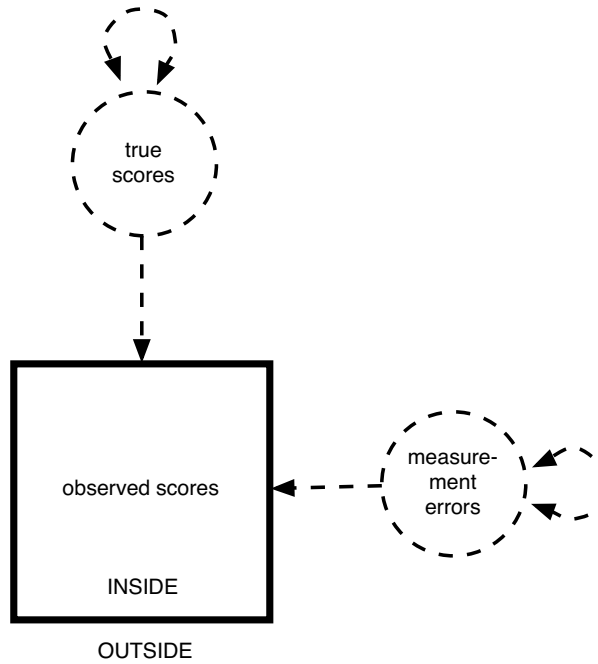 true
scores
observed scores
measure-
ment
errors
INSIDE
OUTSIDE